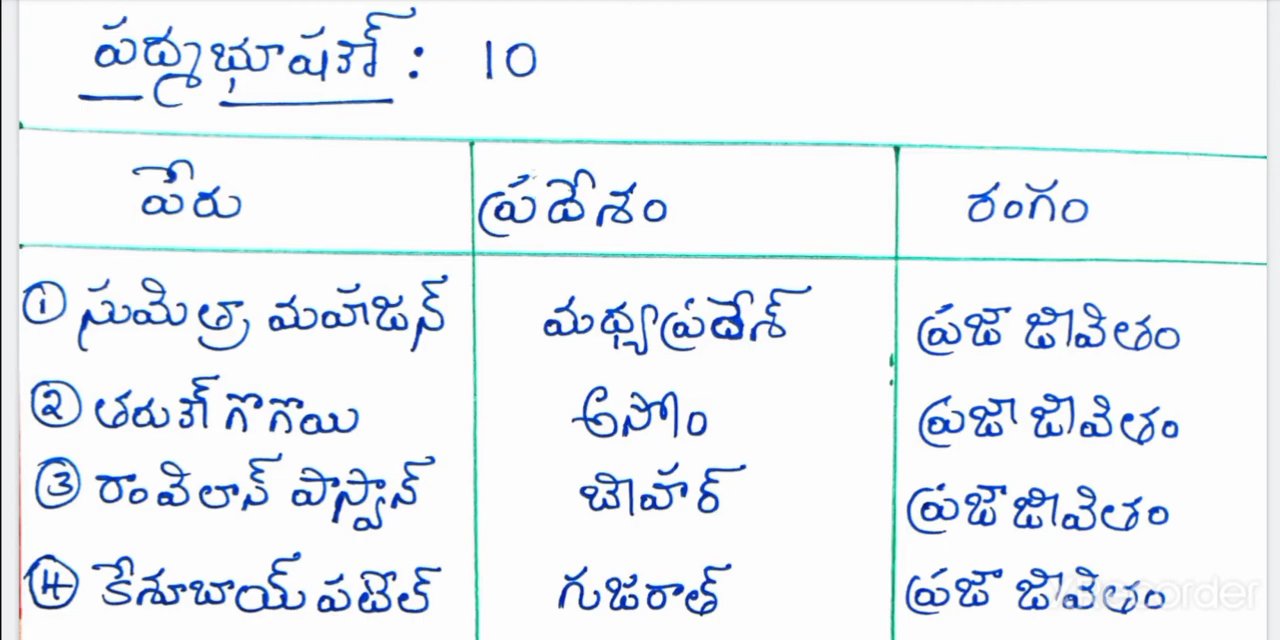 పద్మభూషణ్ : 10
పేరు ప్రదేశం రంగం
① సుమిత్రా మహాజన్ మధ్యప్రదేశ్ ప్రజా జీవితం
② తరుణ్ గొగొయి అసోం ప్రజా జీవితం
③ రాంవిలాస్ పాస్వాన్ బీహార్ ప్రజా జీవితం
④ కేశూబాయ్ పటేల్ గుజరాత్ ప్రజా జీవితం